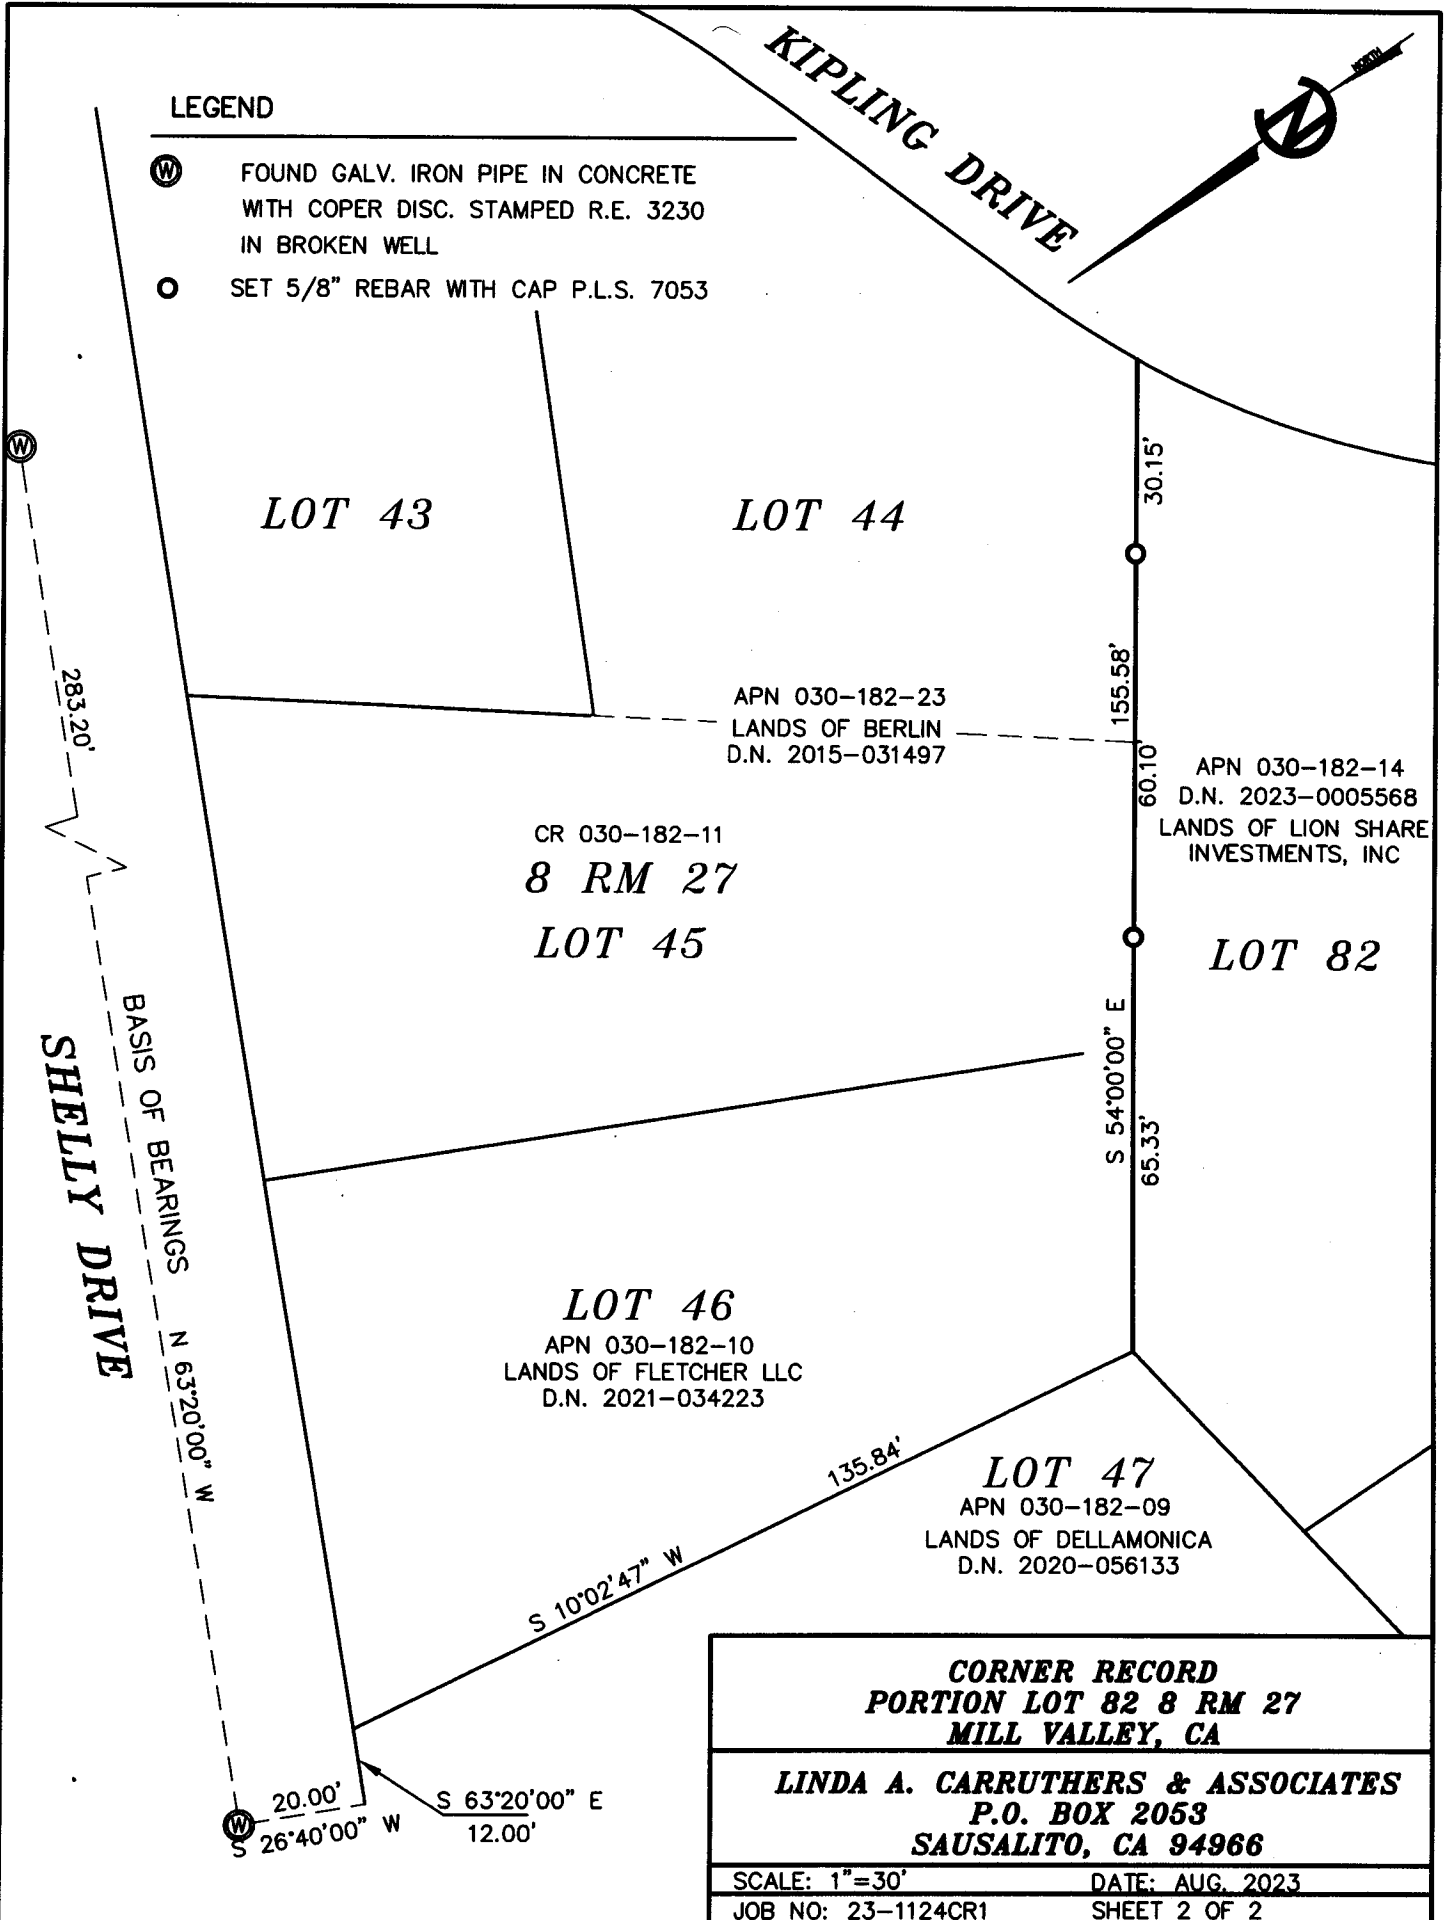 KIPLING DRIVE
NORTH
N
LEGEND
W FOUND GALV. IRON PIPE IN CONCRETE
WITH COPER DISC. STAMPED R.E. 3230
IN BROKEN WELL
SET 5/8" REBAR WITH CAP P.L.S. 7053
W
30.15'
LOT 43
LOT 44
283.20'
155.58'
APN 030-182-23
LANDS OF BERLIN
D.N. 2015-031497
60.10'
APN 030-182-14
D.N. 2023-0005568
LANDS OF LION SHARE
INVESTMENTS, INC
CR 030-182-11
8 RM 27
LOT 45
LOT 82
S 54°00'00" E
65.33'
SHELLY DRIVE
BASIS OF BEARINGS N 63°20'00" W
LOT 46
APN 030-182-10
LANDS OF FLETCHER LLC
D.N. 2021-034223
135.84'
S 10°02'47" W
LOT 47
APN 030-182-09
LANDS OF DELLAMONICA
D.N. 2020-056133
W
20.00'
S 26°40'00" W
S 63°20'00" E
12.00'
CORNER RECORD
PORTION LOT 82 8 RM 27
MILL VALLEY, CA
LINDA A. CARRUTHERS & ASSOCIATES
P.O. BOX 2053
SAUSALITO, CA 94966
SCALE: 1"=30' DATE: AUG. 2023
JOB NO: 23-1124CR1 SHEET 2 OF 2